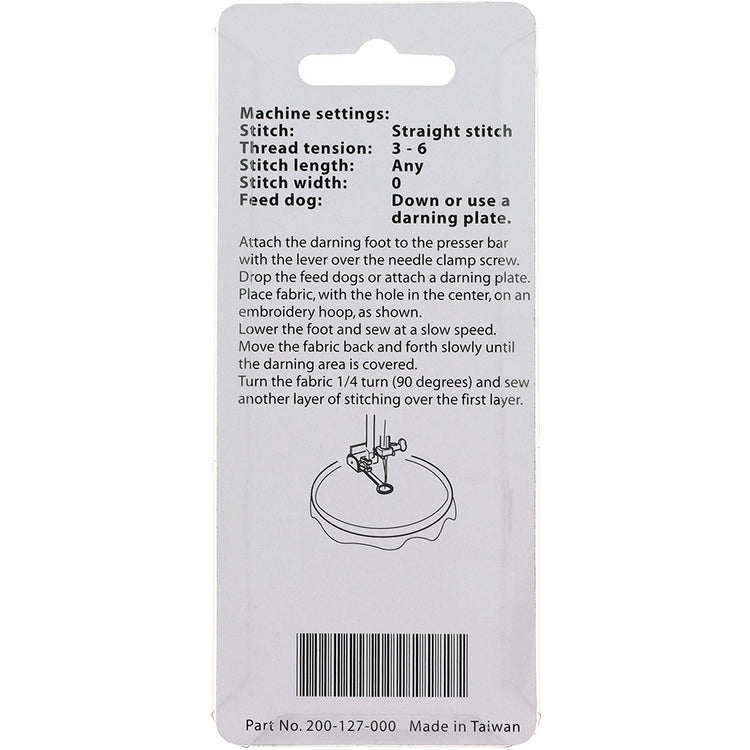 Machine settings:
Stitch: Straight stitch
Thread tension: 3 - 6
Stitch length: Any
Stitch width: 0
Feed dog: Down or use a
darning plate.
Attach the darning foot to the presser bar
with the lever over the needle clamp screw.
Drop the feed dogs or attach a darning plate.
Place fabric, with the hole in the center, on an
embroidery hoop, as shown.
Lower the foot and sew at a slow speed.
Move the fabric back and forth slowly until
the darning area is covered.
Turn the fabric 1/4 turn (90 degrees) and sew
another layer of stitching over the first layer.
Part No. 200-127-000 Made in Taiwan